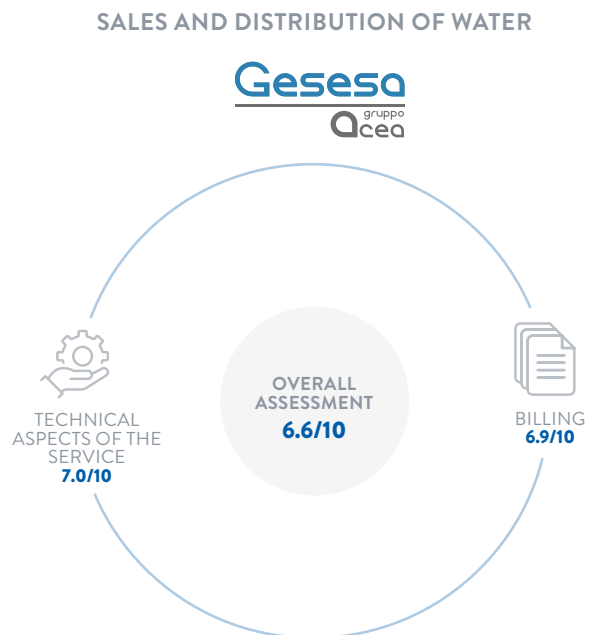 SALES AND DISTRIBUTION OF WATER
Gesesa
gruppo
acea
TECHNICAL
ASPECTS OF THE
SERVICE
7.0/10
OVERALL
ASSESSMENT
6.6/10
BILLING
6.9/10